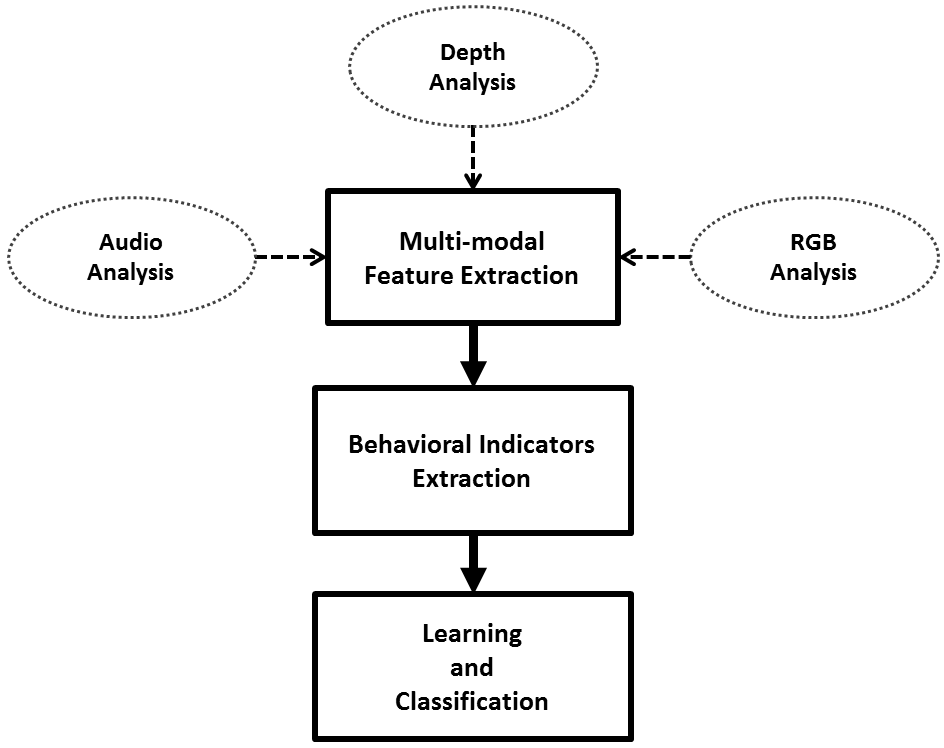 Depth
Analysis
Audio
Analysis
Multi-modal
Feature Extraction
RGB
Analysis
Behavioral Indicators
Extraction
Learning
and
Classification